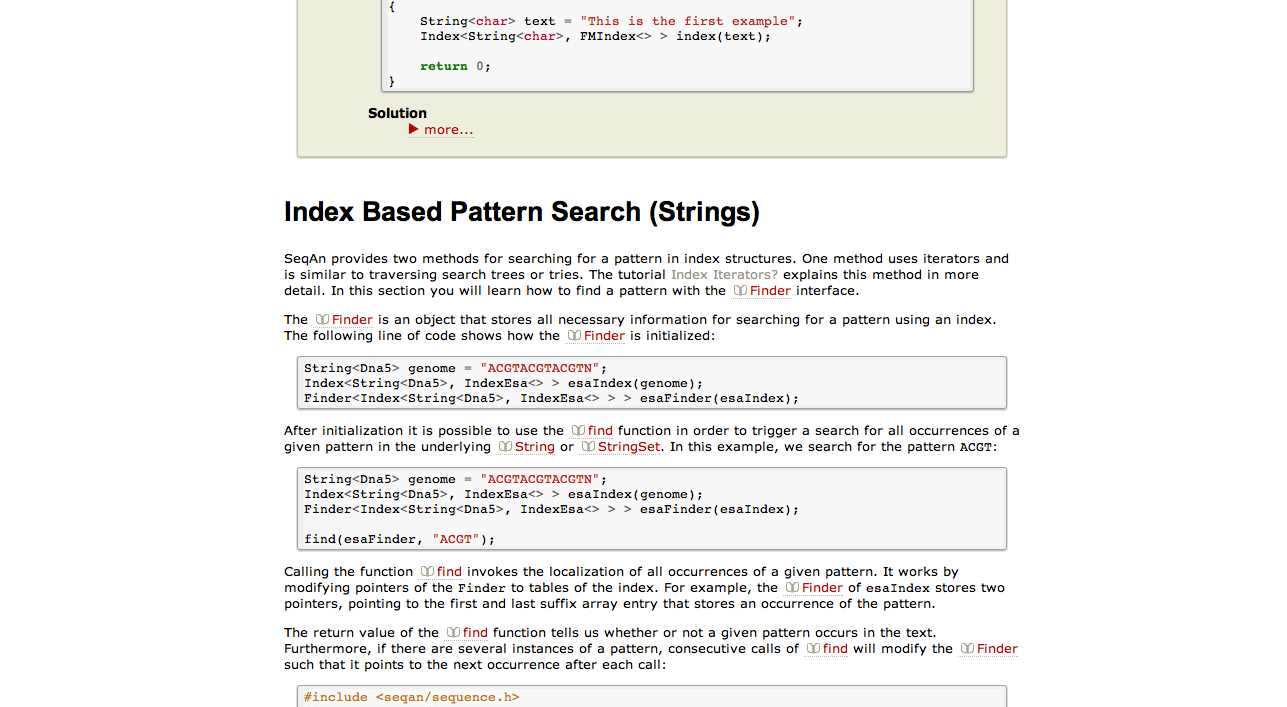 {
String<char> text = "This is the first example";
Index<String<char>, FMIndex<> > index(text);
return 0;
}
Solution
more...
Index Based Pattern Search (Strings)
SeqAn provides two methods for searching for a pattern in index structures. One method uses iterators and
is similar to traversing search trees or tries. The tutorial Index Iterators? explains this method in more
detail. In this section you will learn how to find a pattern with the Finder interface.
The Finder is an object that stores all necessary information for searching for a pattern using an index.
The following line of code shows how the Finder is initialized:
String<Dna5> genome = "ACGTACGTACGTN";
Index<String<Dna5>, IndexEsa<> > esaIndex(genome);
Finder<Index<String<Dna5>, IndexEsa<> > > esaFinder(esaIndex);
After initialization it is possible to use the find function in order to trigger a search for all occurrences of a
given pattern in the underlying String or StringSet. In this example, we search for the pattern ACGT:
String<Dna5> genome = "ACGTACGTACGTN";
Index<String<Dna5>, IndexEsa<> > esaIndex(genome);
Finder<Index<String<Dna5>, IndexEsa<> > > esaFinder(esaIndex);
find(esaFinder, "ACGT");
Calling the function find invokes the localization of all occurrences of a given pattern. It works by
modifying pointers of the Finder to tables of the index. For example, the Finder of esaIndex stores two
pointers, pointing to the first and last suffix array entry that stores an occurrence of the pattern.
The return value of the find function tells us whether or not a given pattern occurs in the text.
Furthermore, if there are several instances of a pattern, consecutive calls of find will modify the Finder
such that it points to the next occurrence after each call:
#include <seqan/sequence.h>